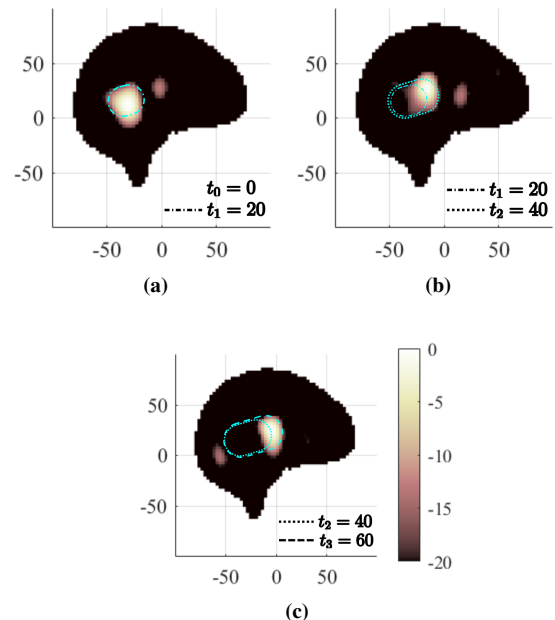 50
0
-50
-50 0 50
t₀ = 0
t₁ = 20
(a)
50
0
-50
-50 0 50
t₁ = 20
t₂ = 40
(b)
50
0
-50
-50 0 50
t₂ = 40
t₃ = 60
0
-5
-10
-15
-20
(c)